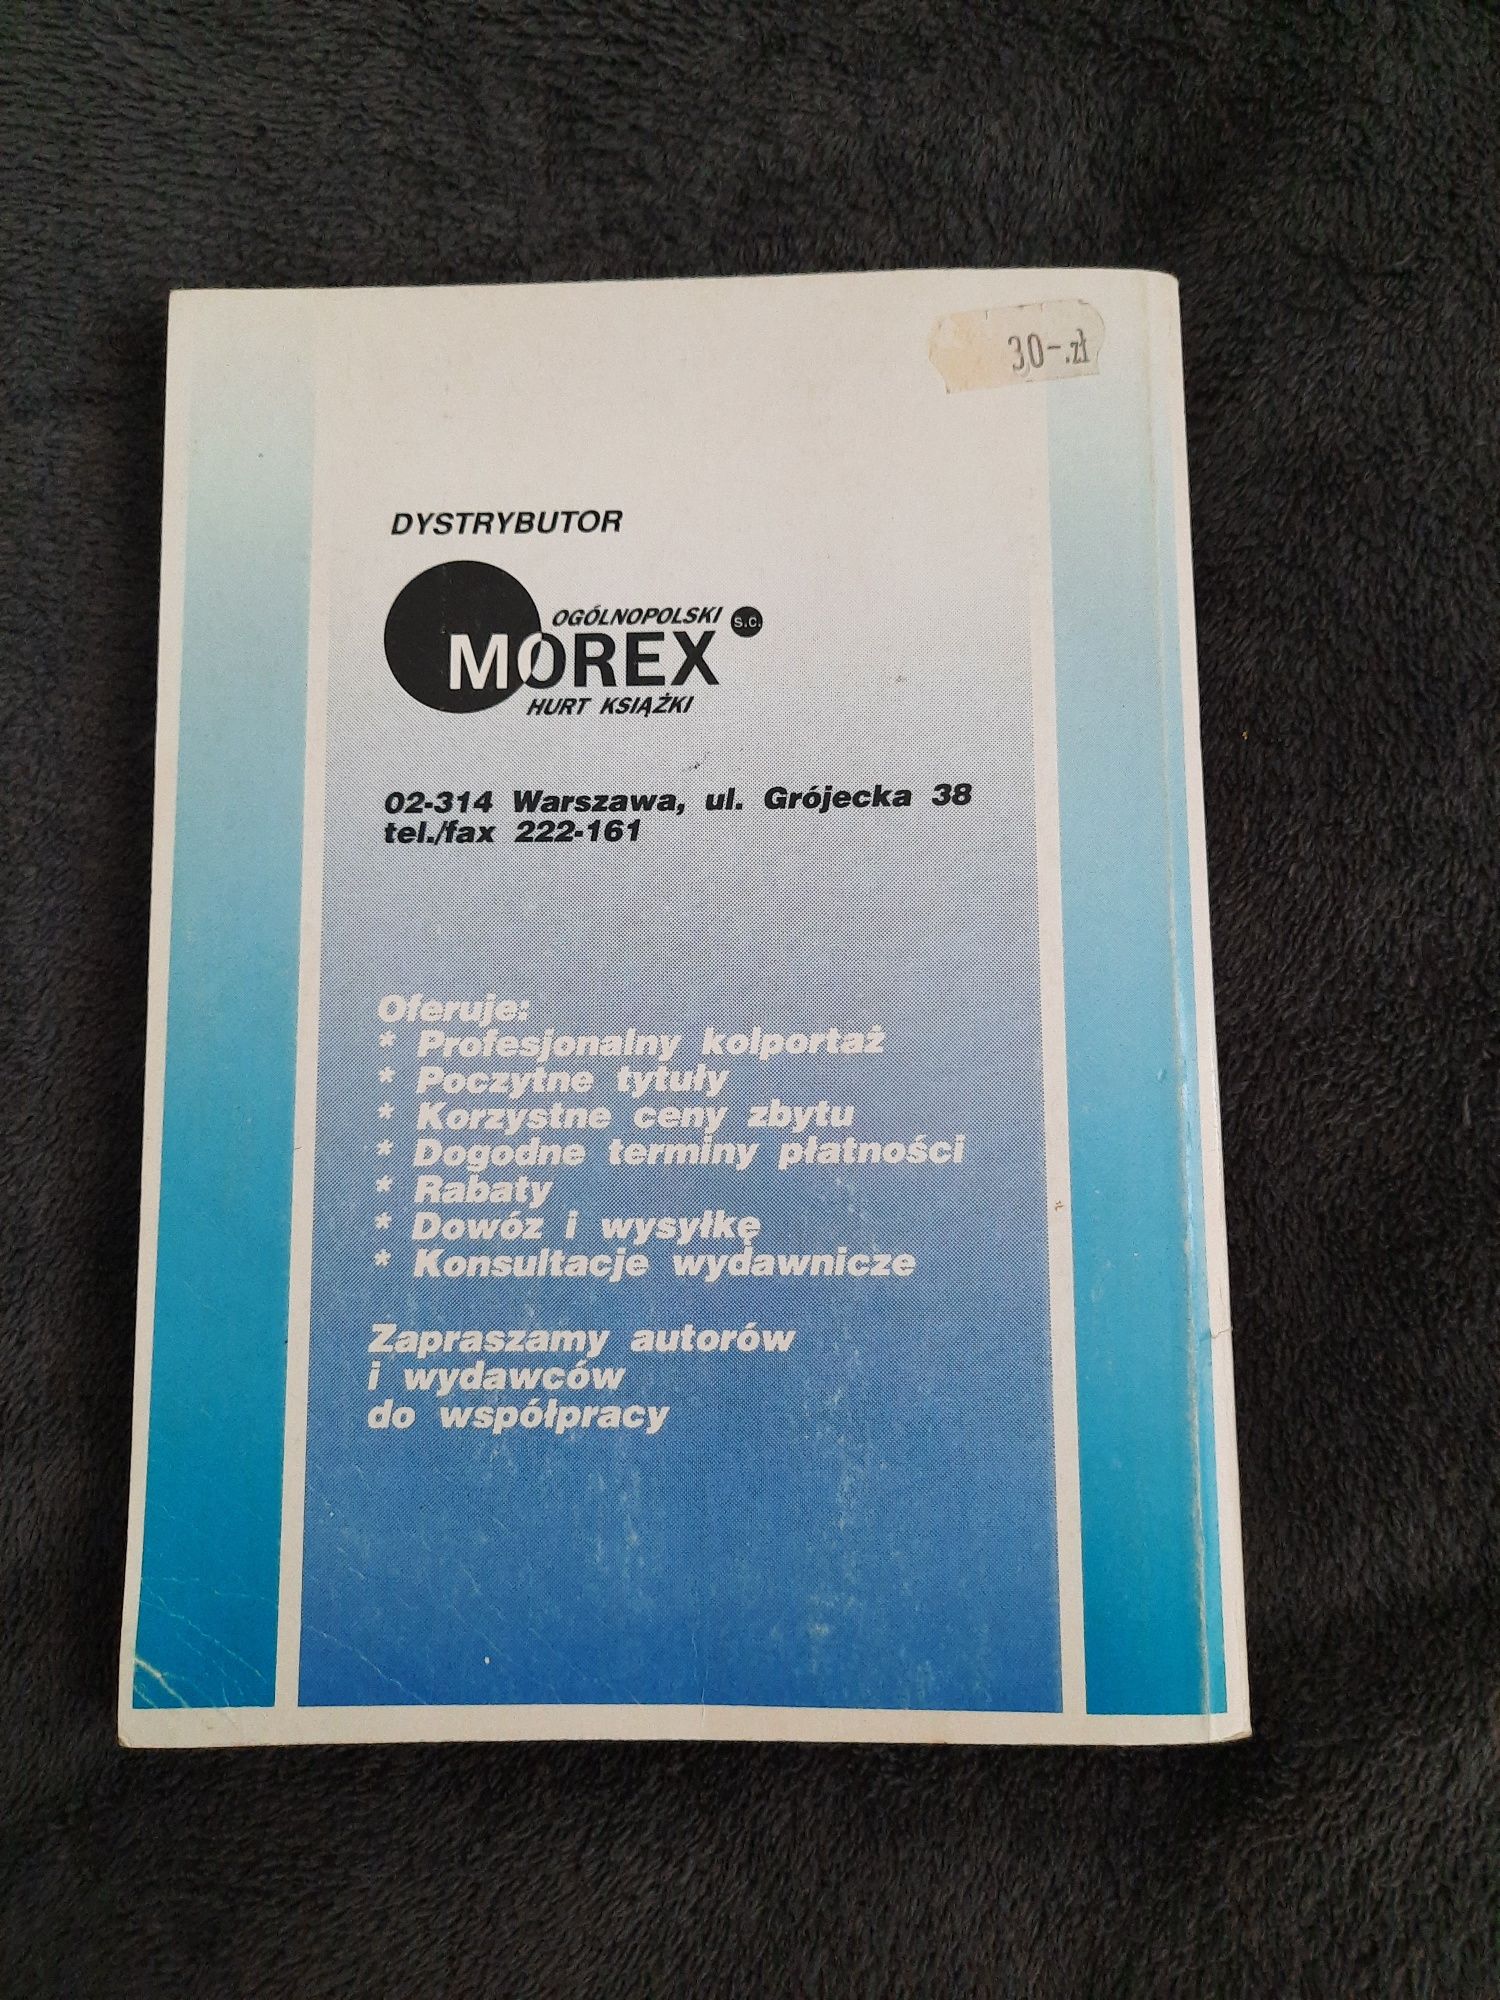 30-.zł
DYSTRYBUTOR
OGÓLNOPOLSKI s.c.
MOREX
HURT KSIĄŻKI
02-314 Warszawa, ul. Grójecka 38
tel./fax 222-161
Oferuje:
* Profesjonalny kolportaż
* Poczytne tytuły
* Korzystne ceny zbytu
* Dogodne terminy płatności
* Rabaty
* Dowóz i wysyłkę
* Konsultacje wydawnicze
Zapraszamy autorów
i wydawców
do współpracy